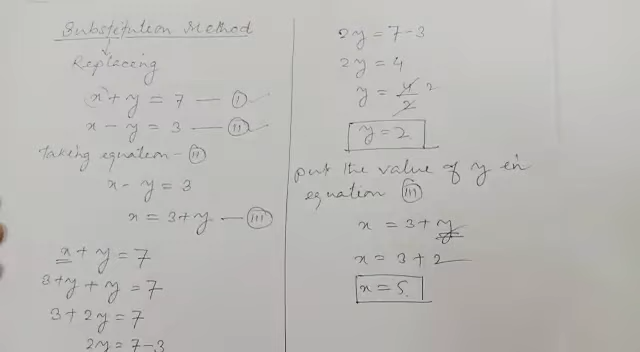 Substitution Method
↓
Replacing
x + y = 7 — (I)
x - y = 3 — (II)
Taking equation - (II)
x - y = 3
x = 3 + y — (III)
x + y = 7
3 + y + y = 7
3 + 2y = 7
2y = 7 - 3
2y = 7 - 3
2y = 4
y = 4/2 2
y = 2
put the value of y in
equation (III)
x = 3 + y
x = 3 + 2
x = 5